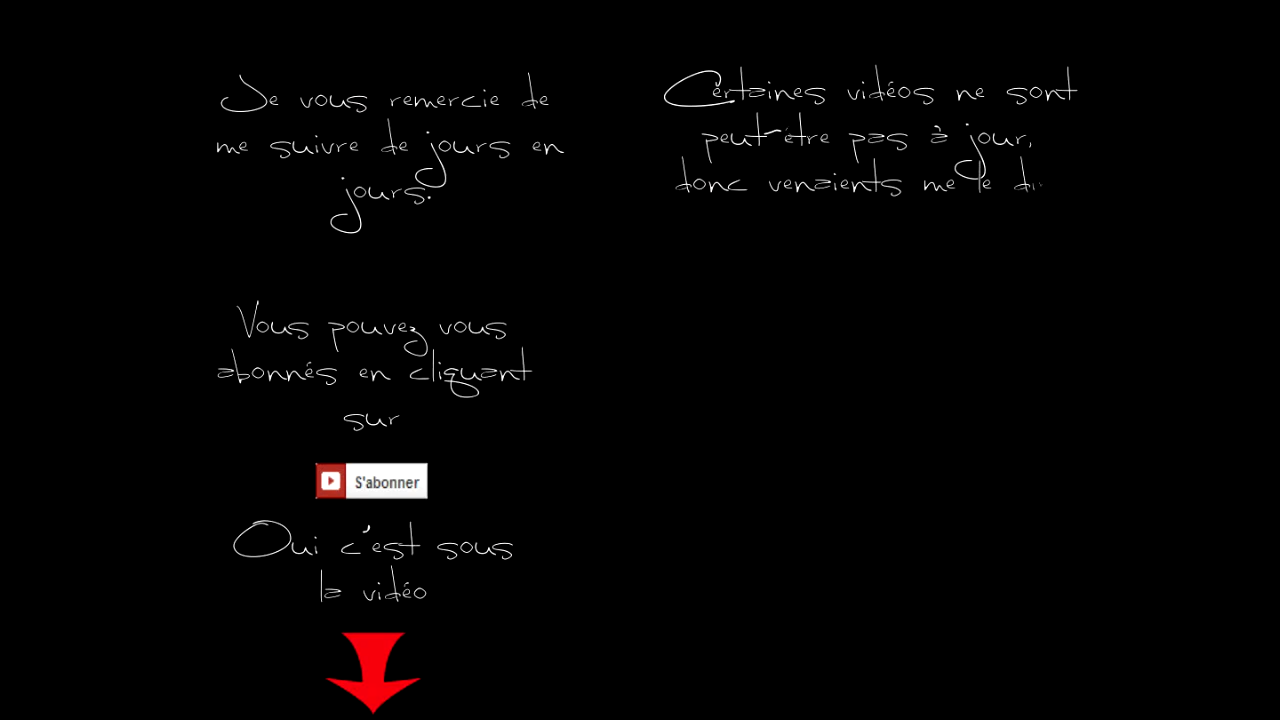 Je vous remercie de
me suivre de jours en
jours.
Vous pouvez vous
abonnés en cliquant
sur
S'abonner
Oui c'est sous
la vidéo
Certaines vidéos ne sont
peut-être pas à jour,
donc venaients me le